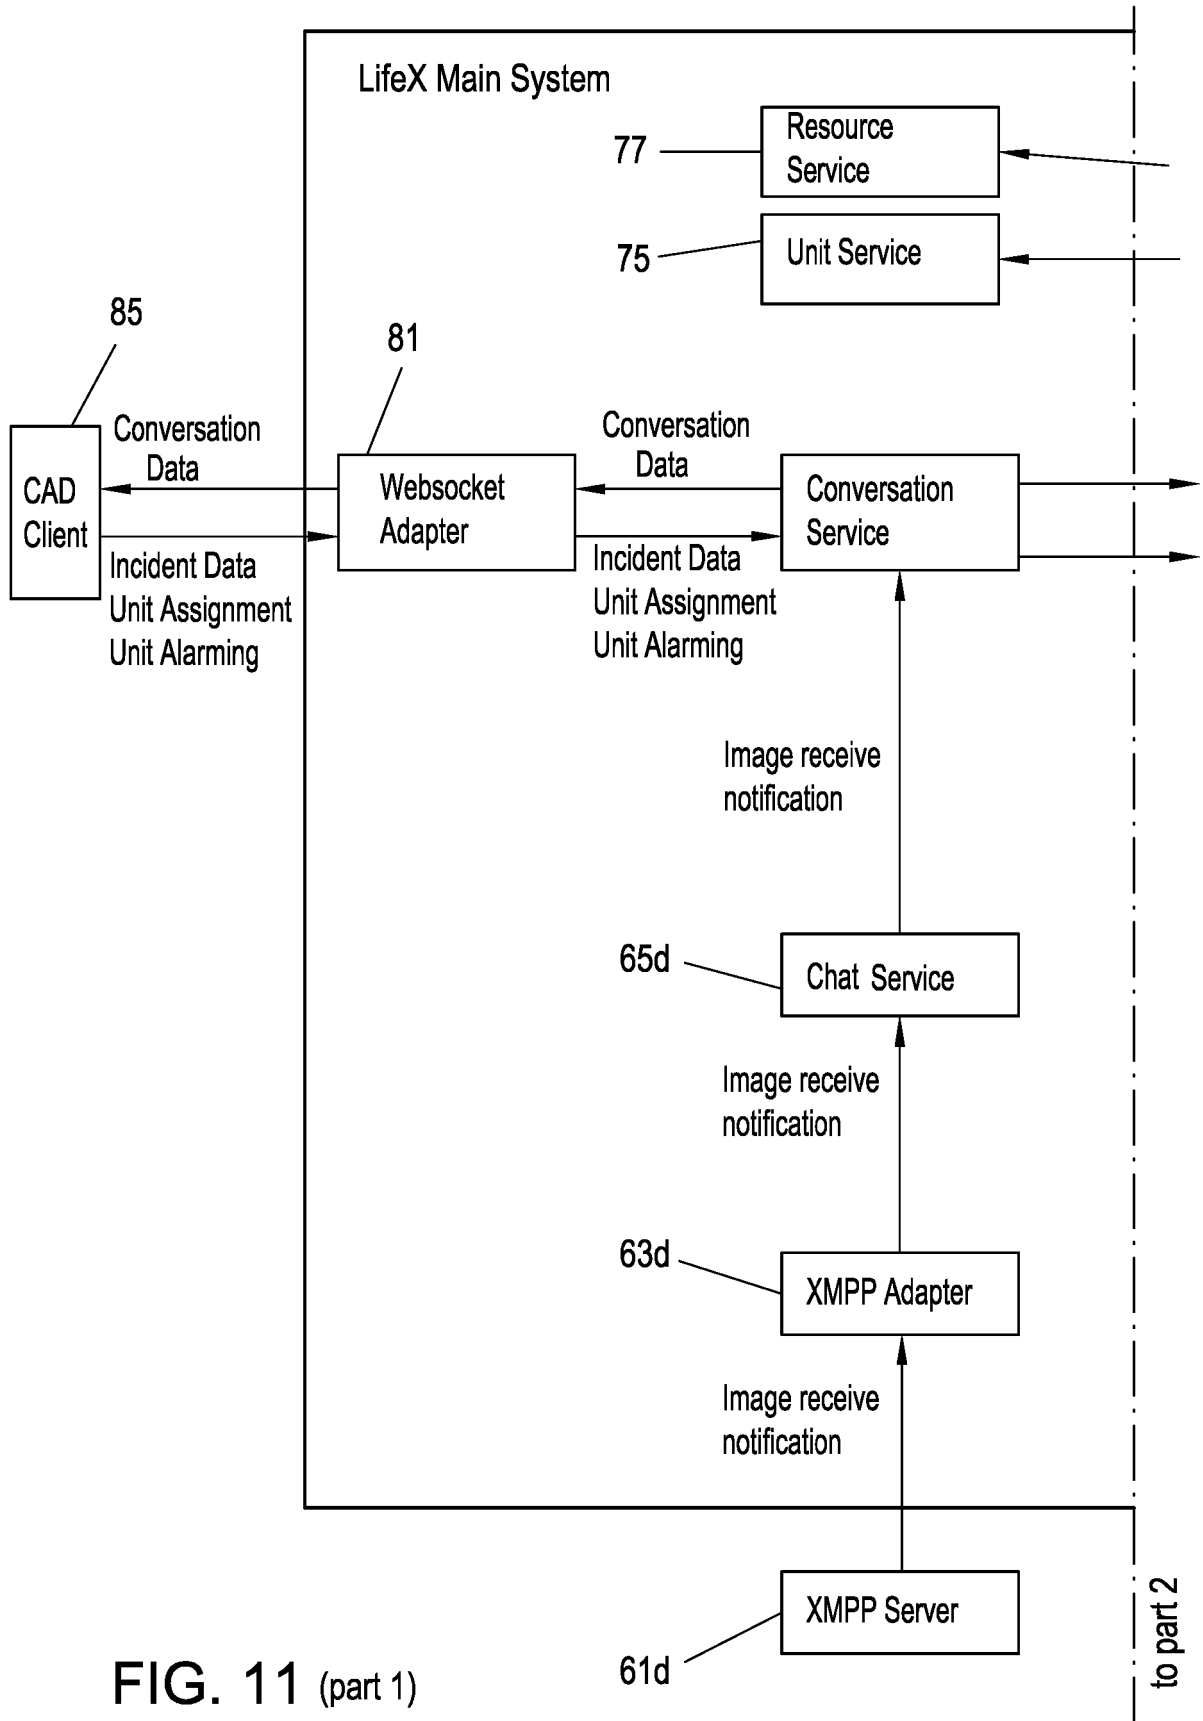 LifeX Main System
Resource
Service
77
Unit Service
75
85
81
Conversation
Data
CAD
Client
Incident Data
Unit Assignment
Unit Alarming
Websocket
Adapter
Conversation
Data
Incident Data
Unit Assignment
Unit Alarming
Conversation
Service
Image receive
notification
65d
Chat Service
Image receive
notification
63d
XMPP Adapter
Image receive
notification
XMPP Server
61d
to part 2
FIG. 11 (part 1)